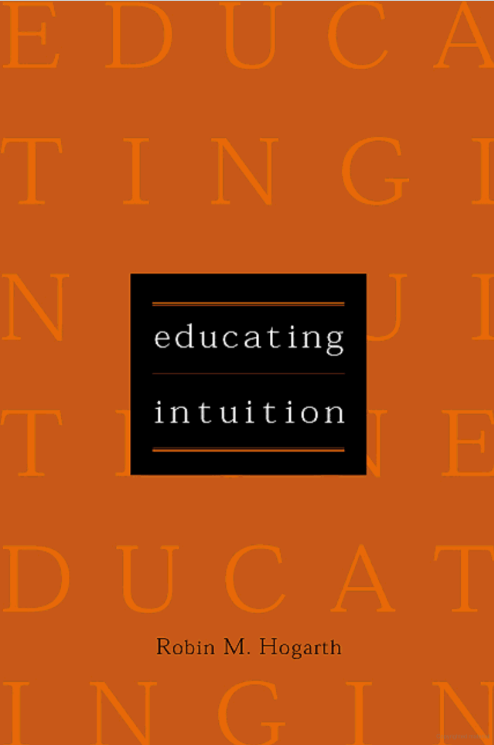 E D U C A
T I N G I
N U I
educating
intuition
T I N E
D U C A T
Robin M. Hogarth
I N G I N